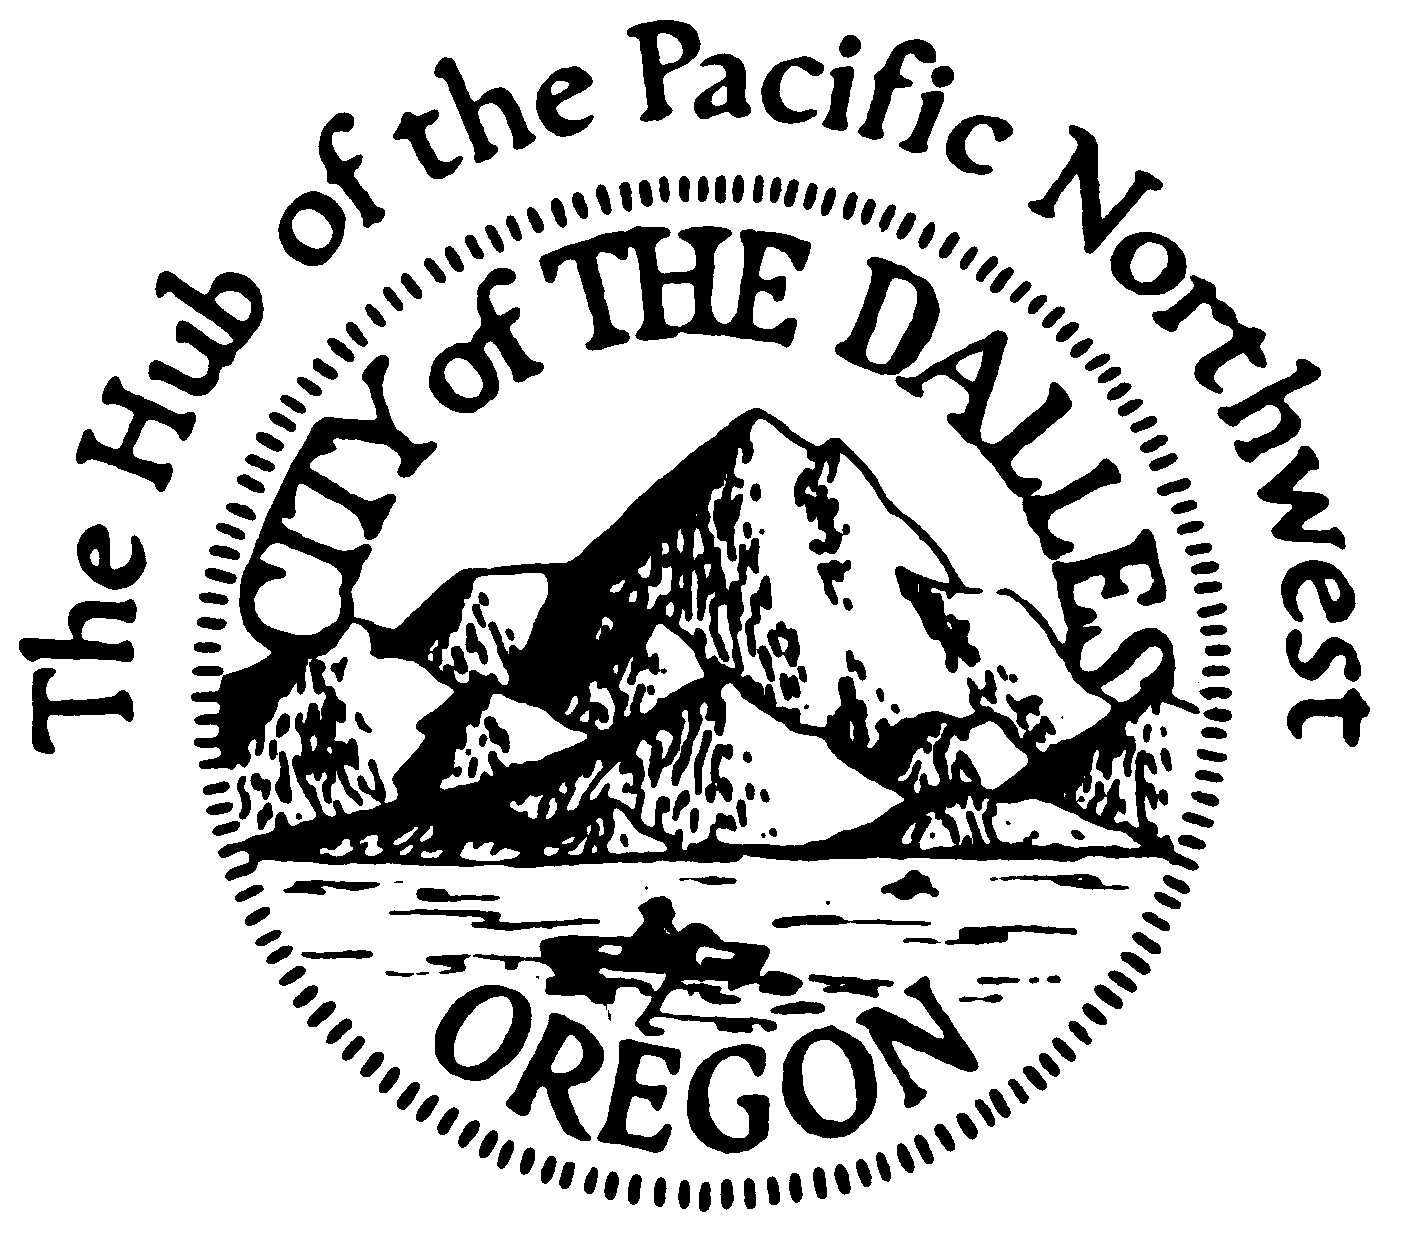 The Hub of the Pacific Northwest
CITY of THE DALLES
OREGON